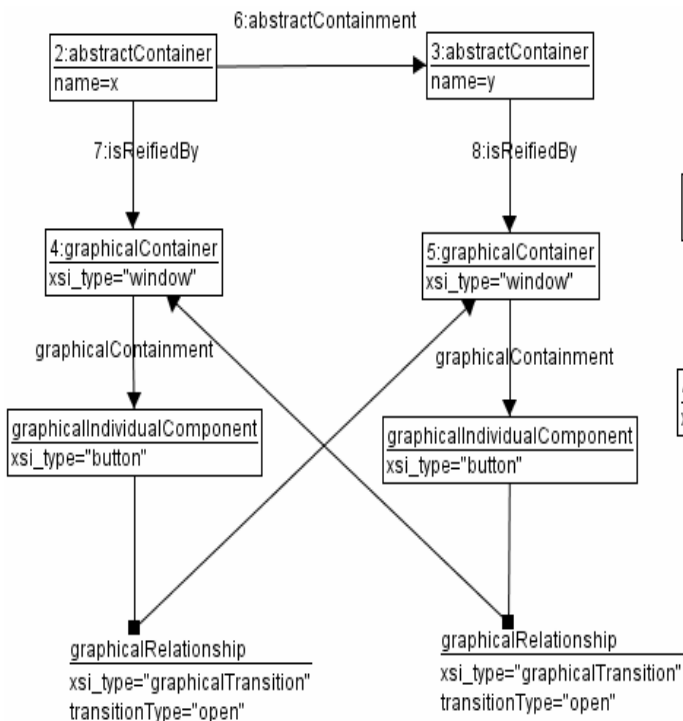 6:abstractContainment
2:abstractContainer
name=x
3:abstractContainer
name=y
7:isReifiedBy
8:isReifiedBy
4:graphicalContainer
xsi_type="window"
5:graphicalContainer
xsi_type="window"
graphicalContainment
graphicalContainment
graphicalIndividualComponent
xsi_type="button"
graphicalIndividualComponent
xsi_type="button"
graphicalRelationship
xsi_type="graphicalTransition"
transitionType="open"
graphicalRelationship
xsi_type="graphicalTransition"
transitionType="open"